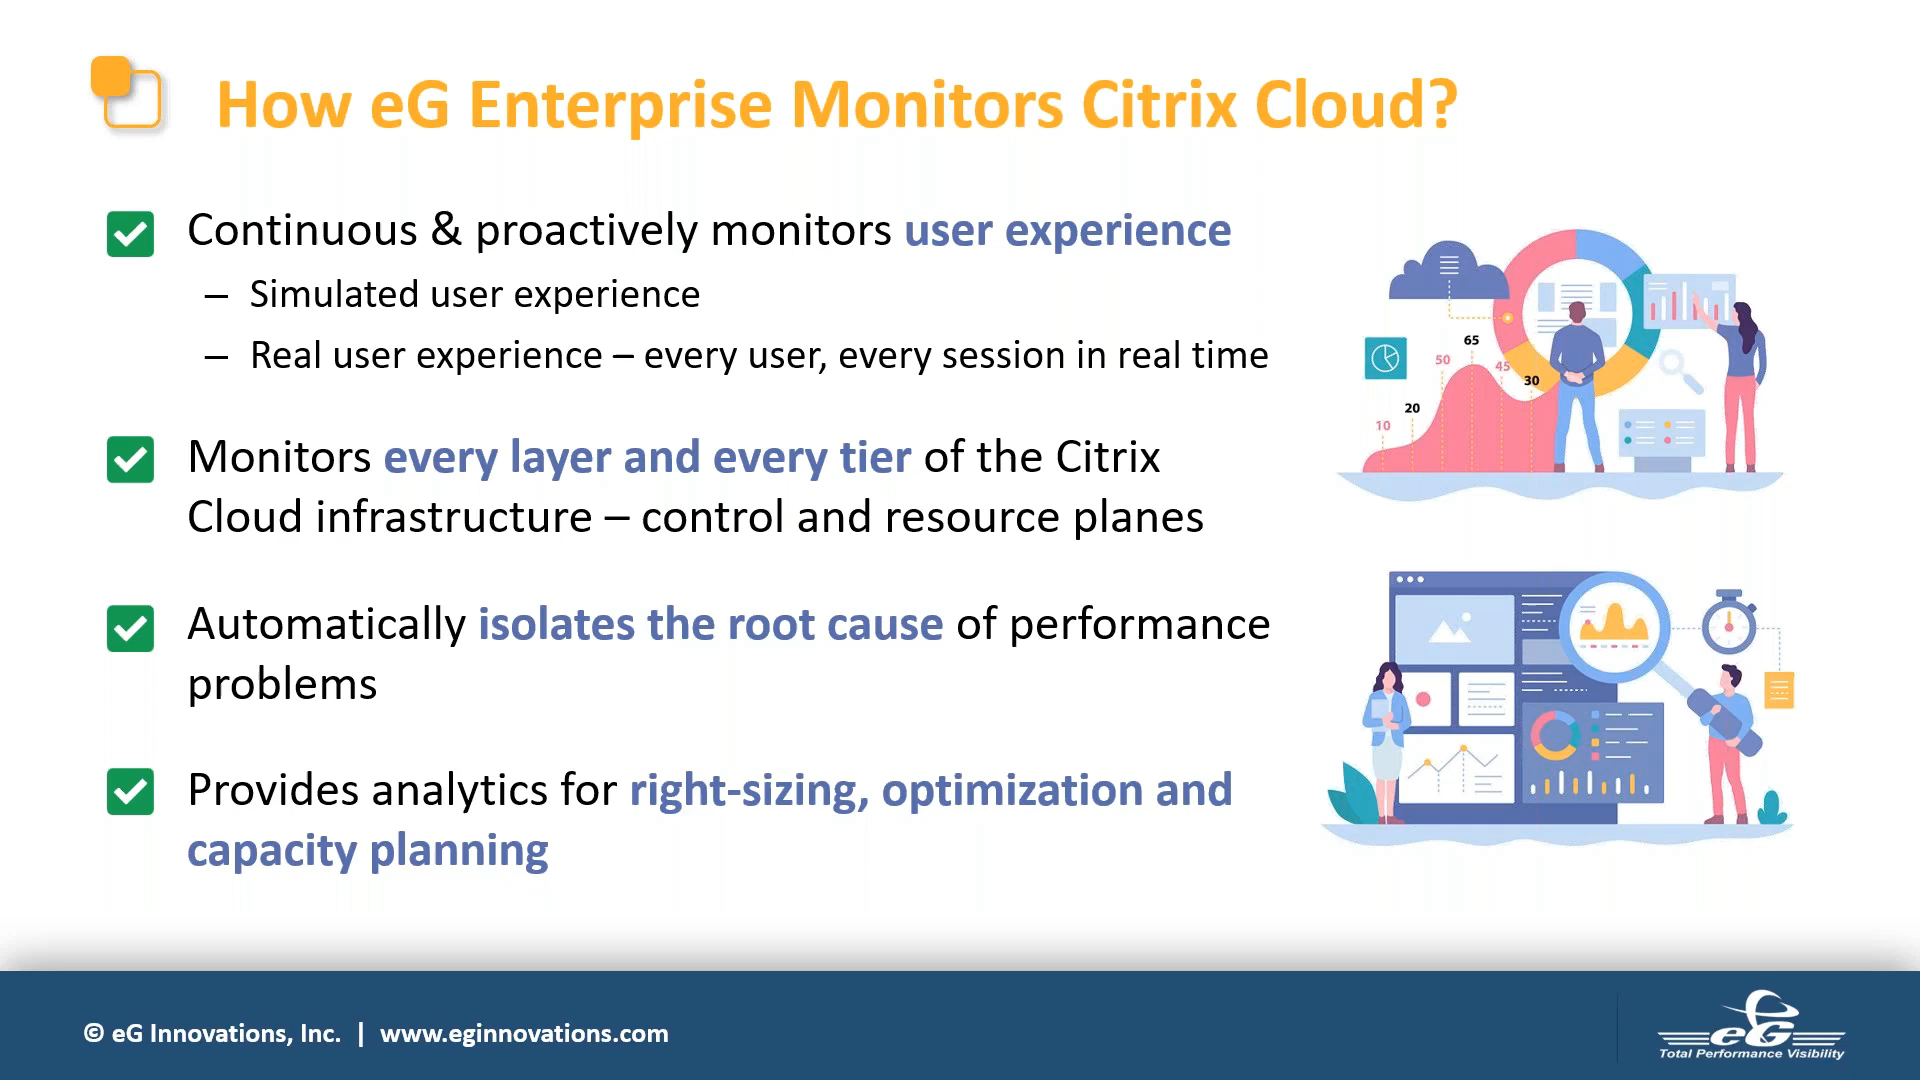 How eG Enterprise Monitors Citrix Cloud?
Continuous & proactively monitors user experience
– Simulated user experience
– Real user experience – every user, every session in real time
Monitors every layer and every tier of the Citrix
Cloud infrastructure – control and resource planes
Automatically isolates the root cause of performance
problems
Provides analytics for right-sizing, optimization and
capacity planning
65
50
45
30
20
10
© eG Innovations, Inc. | www.eginnovations.com
eG
Total Performance Visibility